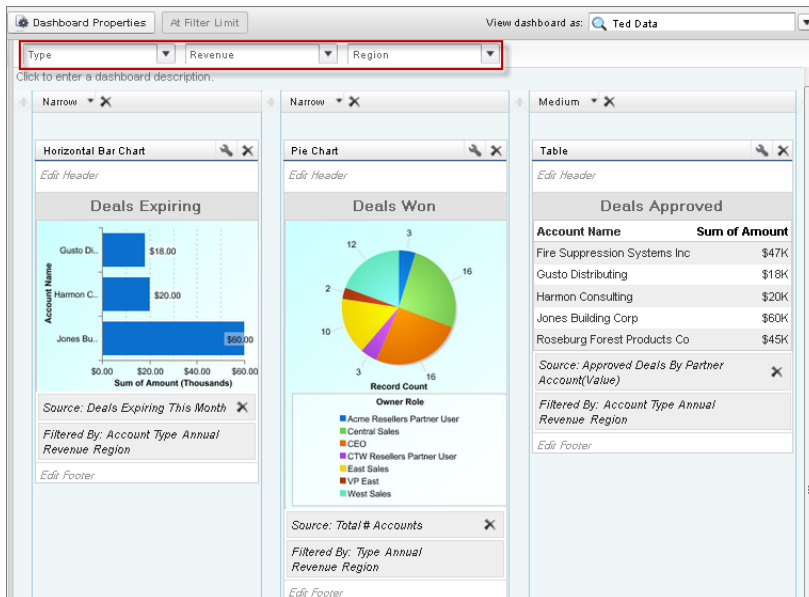 Dashboard Properties
At Filter Limit
View dashboard as:
Ted Data
Type
Revenue
Region
Click to enter a dashboard description.
Narrow
Narrow
Medium
Horizontal Bar Chart
Edit Header
Deals Expiring
Account Name
Gusto Di..
$18.00
Harmon C..
$20.00
Jones Bu..
$60.00
$0.00
$20.00
$40.00
$60.00
Sum of Amount (Thousands)
Source: Deals Expiring This Month
Filtered By: Account Type Annual
Revenue Region
Edit Footer
Pie Chart
Edit Header
Deals Won
3
12
16
2
10
3
16
Record Count
Owner Role
Acme Resellers Partner User
Central Sales
CEO
CTW Resellers Partner User
East Sales
VP East
West Sales
Source: Total # Accounts
Filtered By: Type Annual
Revenue Region
Edit Footer
Table
Edit Header
Deals Approved
Account Name Sum of Amount
Fire Suppression Systems Inc $47K
Gusto Distributing $18K
Harmon Consulting $20K
Jones Building Corp $60K
Roseburg Forest Products Co $45K
Source: Approved Deals By Partner
Account(Value)
Filtered By: Account Type Annual
Revenue Region
Edit Footer